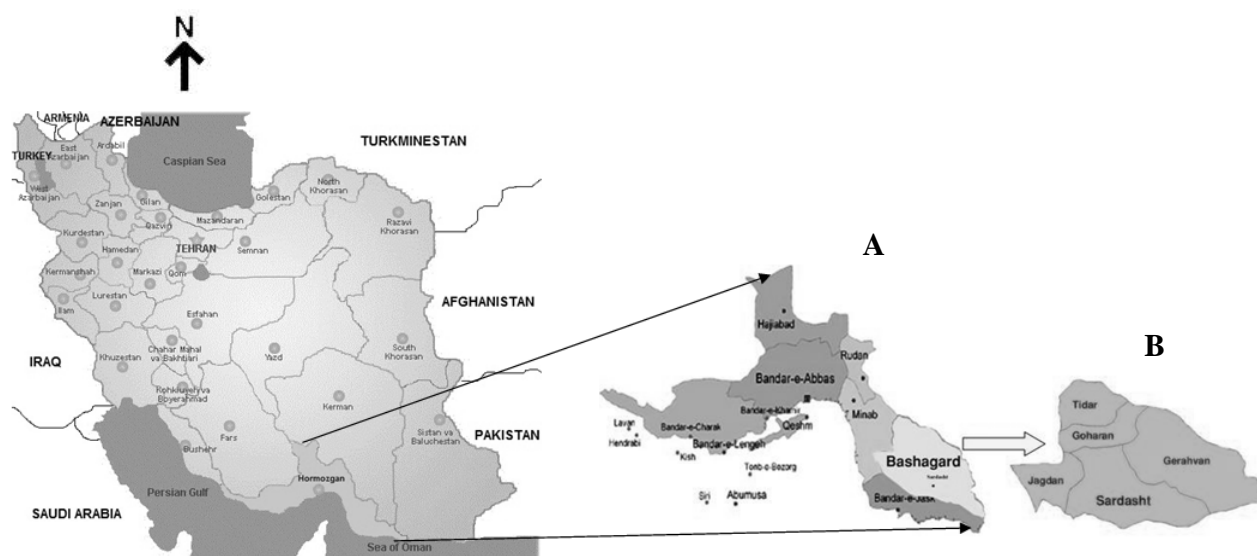 N
ARMENIA
AZERBAIJAN
TURKMINESTAN
TURKEY
East
Azarbaijan
Ardabil
Caspian Sea
West
Azarbaijan
Gilan
Golestan
North
Khorasan
Zanjan
Qazvin
Mazandaran
Razavi
Khorasan
Kurdestan
Hamedan
TEHRAN
Semnan
Kermanshah
Markazi
Qom
Ilam
Lurestan
Esfahan
AFGHANISTAN
IRAQ
Khuzestan
Chahar Mahal
va Bakhtiari
Yazd
South
Khorasan
Kohkiluyeh va
Boyerahmad
Kerman
Fars
Bushehr
Sistan va
Baluchestan
PAKISTAN
Persian Gulf
Hormozgan
SAUDI ARABIA
Sea of Oman
A
Hajiabad
Rudan
Bandar-e-Abbas
Minab
Bandar-e-Khamir
Qeshm
Lavan
Hendrabi
Bandar-e-Charak
Bandar-e-Lengeh
Kish
Tonb-e-Bozorg
Siri
Abumusa
Bashagard
Bandar-e-Jask
B
Tidar
Goharan
Gerahvan
Jagdan
Sardasht